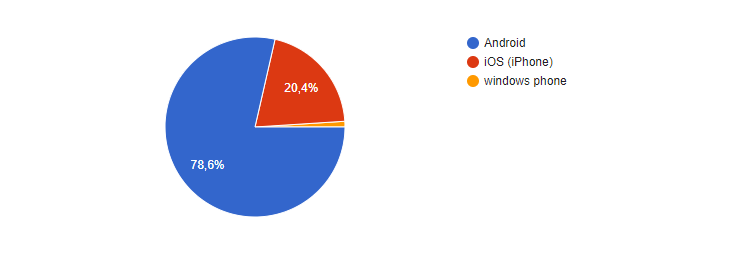 Android
iOS (iPhone)
windows phone
20,4%
78,6%